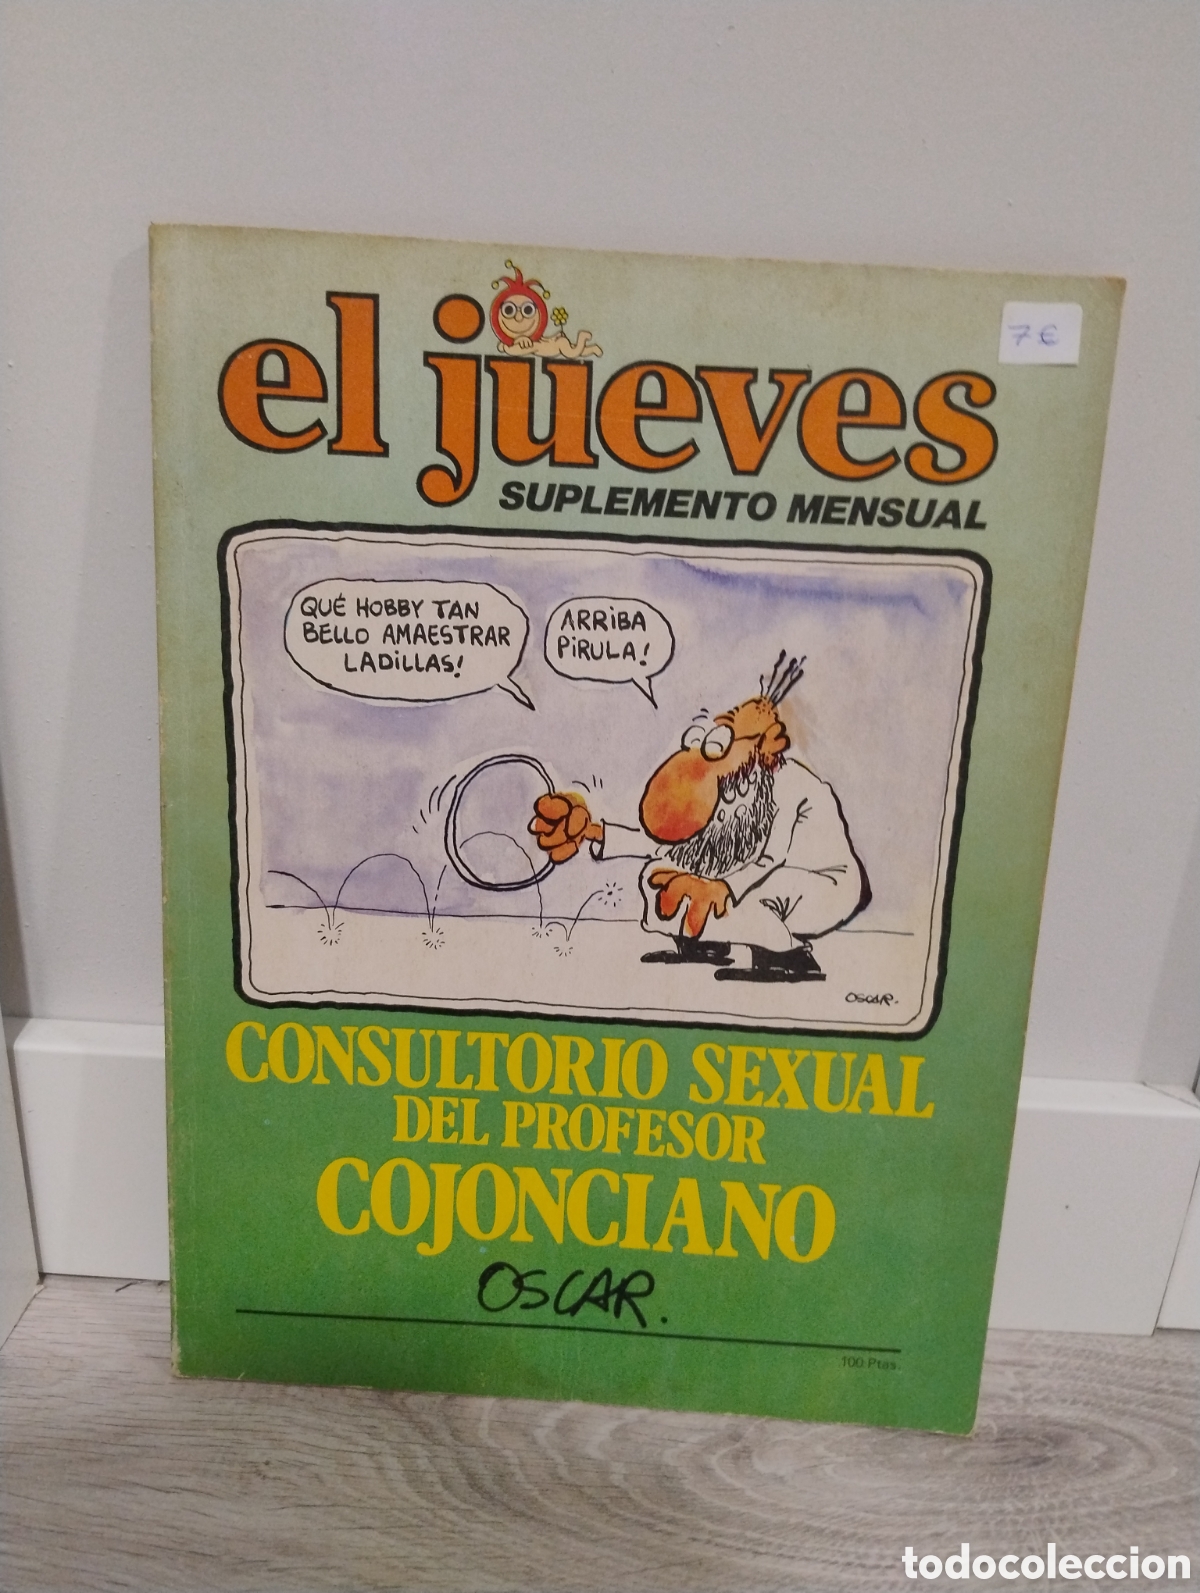 el jueves
7 €
SUPLEMENTO MENSUAL
QUÉ HOBBY TAN
BELLO AMAESTRAR
LADILLAS!
ARRIBA
PIRULA!
OSCAR.
CONSULTORIO SEXUAL
DEL PROFESOR
COJONCIANO
OSCAR.
100 Ptas.
todocoleccion